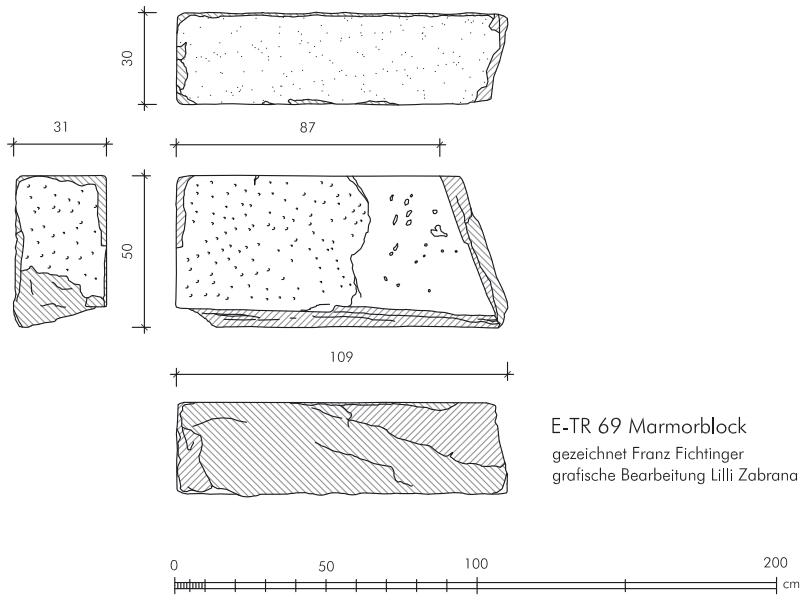 30
31
87
50
109
E-TR 69 Marmorblock
gezeichnet Franz Fichtinger
grafische Bearbeitung Lilli Zabrana
0 50 100 200
cm